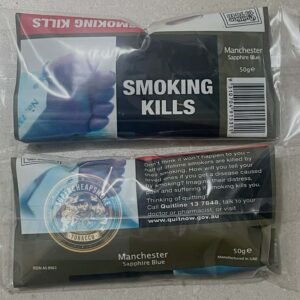 SMOKING KILLS
Manchester
Sapphire Blue
50g e
SMOKING
KILLS
Don't think it won't happen to you –
half of lifetime smokers are killed by
their smoking. How will you tell your
loved ones if you get a disease caused
by smoking? Imagine their distress.
and suffering if smoking kills you.
Thinking of quitting?
Call Quitline 13 7848, talk to your
doctor or pharmacist, or visit
www.quitnow.gov.au
TOBACCO
Manchester
Sapphire Blue
50g e
Manufactured in UAE